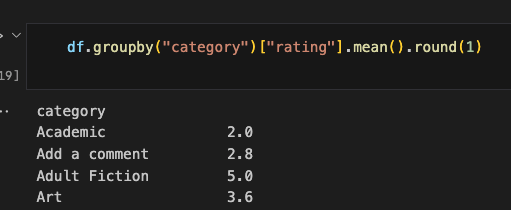 df.groupby("category")["rating"].mean().round(1)
19]
category
Academic 2.0
Add a comment 2.8
Adult Fiction 5.0
Art 3.6